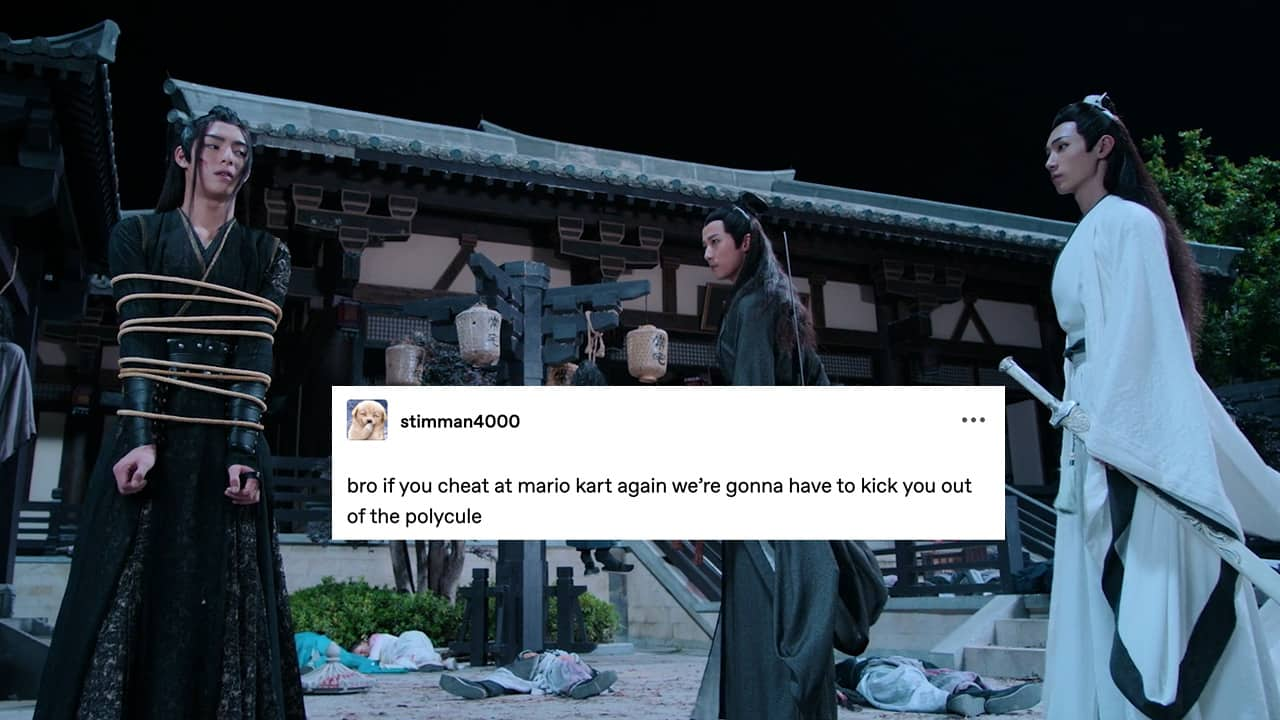 stimman4000
bro if you cheat at mario kart again we’re gonna have to kick you out
of the polycule